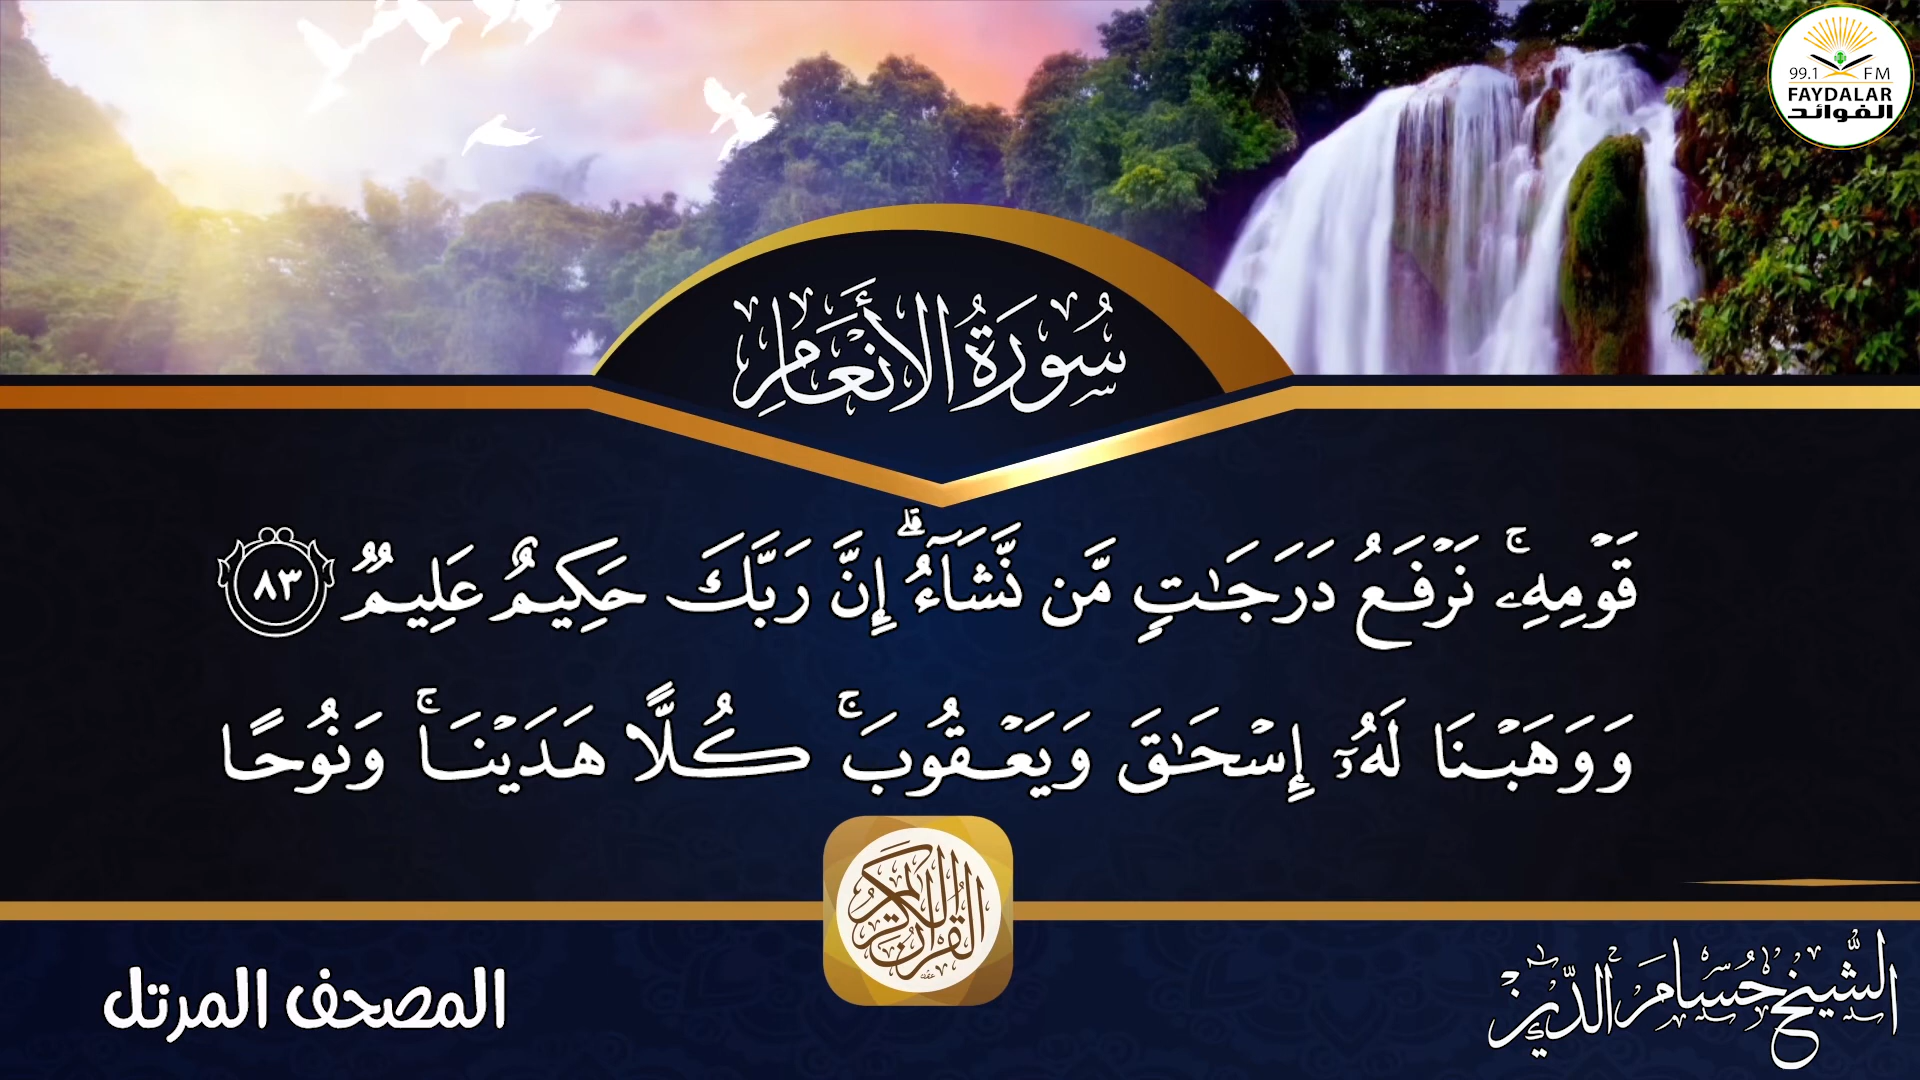 99.1 FM
FAYDALAR
الفوائد
سُورَةُ الأَنْعَامِ
قَوْمِهِۦۚ نَرْفَعُ دَرَجَـٰتٍ مَّن نَّشَآءُۗ إِنَّ رَبَّكَ حَكِيمٌ عَلِيمٌ ٨٣
وَوَهَبْنَا لَهُۥٓ إِسْحَـٰقَ وَيَعْقُوبَۚ كُلًّا هَدَيْنَاۚ وَنُوحًا
القرآن الكريم
الشيخ حسام الدين
المصحف المرتل